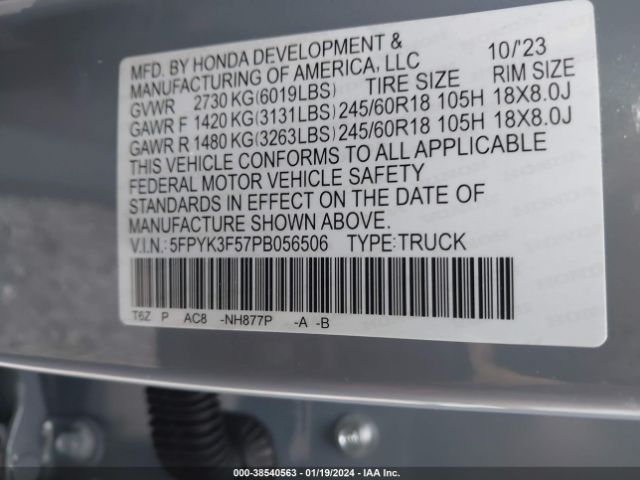 MFD. BY HONDA DEVELOPMENT & 10/'23
MANUFACTURING OF AMERICA, LLC
GVWR 2730 KG(6019LBS) TIRE SIZE RIM SIZE
GAWR F 1420 KG(3131LBS) 245/60R18 105H 18X8.0J
GAWR R 1480 KG(3263LBS) 245/60R18 105H 18X8.0J
THIS VEHICLE CONFORMS TO ALL APPLICABLE
FEDERAL MOTOR VEHICLE SAFETY
STANDARDS IN EFFECT ON THE DATE OF
MANUFACTURE SHOWN ABOVE.
V.I.N.: 5FPYK3F57PB056506 TYPE:TRUCK
T6Z P AC8 -NH877P -A -B
000-38540563 - 01/19/2024 - IAA Inc.